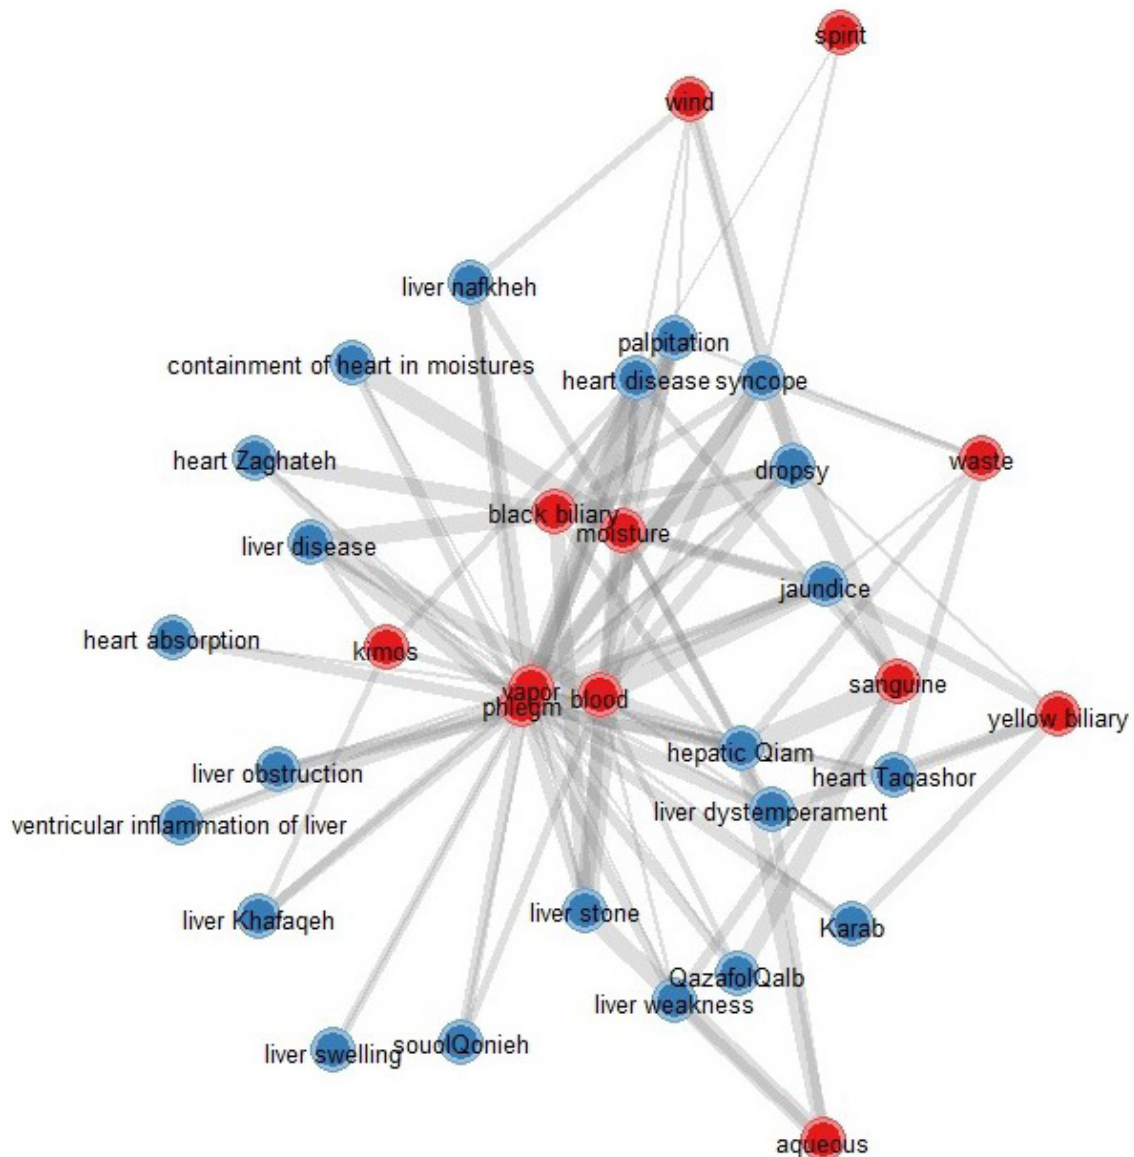 spirit
wind
liver nafkheh
palpitation
containment of heart in moistures
heart disease
syncope
heart Zaghateh
dropsy
waste
black biliary
moisture
liver disease
jaundice
heart absorption
kimos
vapor
phlegm
blood
sanguine
yellow biliary
hepatic Qiam
liver obstruction
heart Taqashor
liver dystemperament
ventricular inflammation of liver
liver Khafaqeh
liver stone
Karab
QazafolQalb
liver weakness
liver swelling
souolQonieh
aqueous